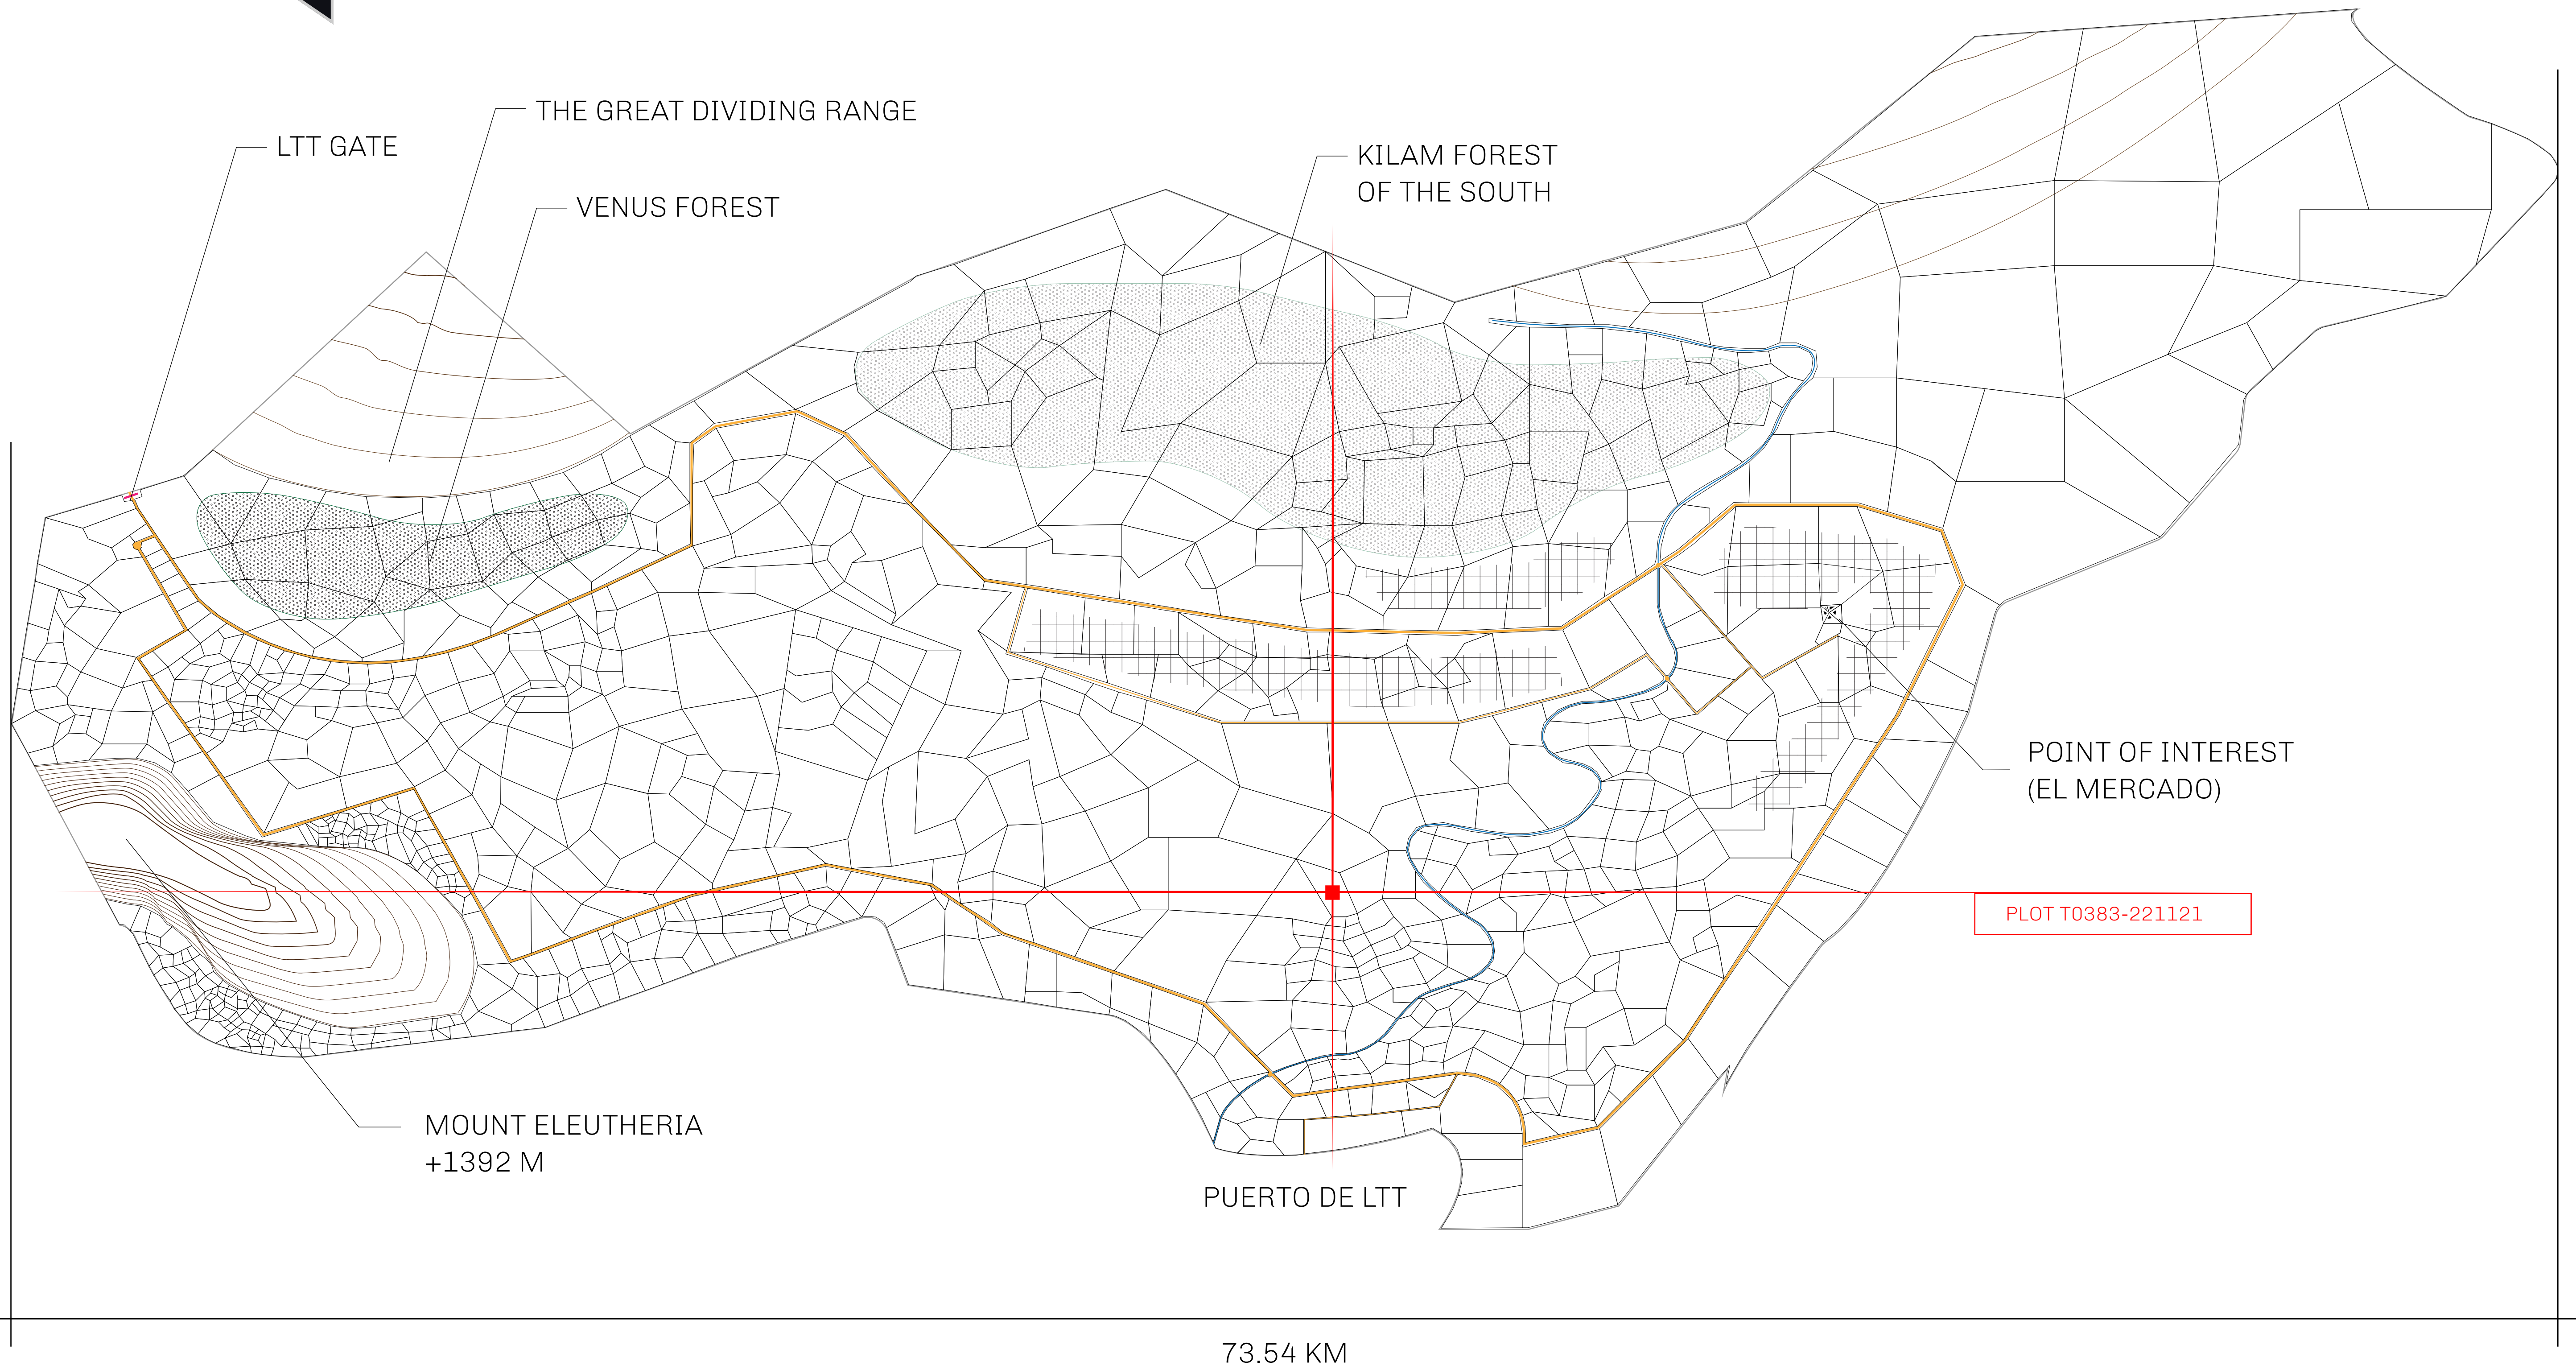 THE GREAT DIVIDING RANGE
LTT GATE
KILAM FOREST
OF THE SOUTH
VENUS FOREST
POINT OF INTEREST
(EL MERCADO)
PLOT T0383-221121
MOUNT ELEUTHERIA
+1392 M
PUERTO DE LTT
73.54 KM